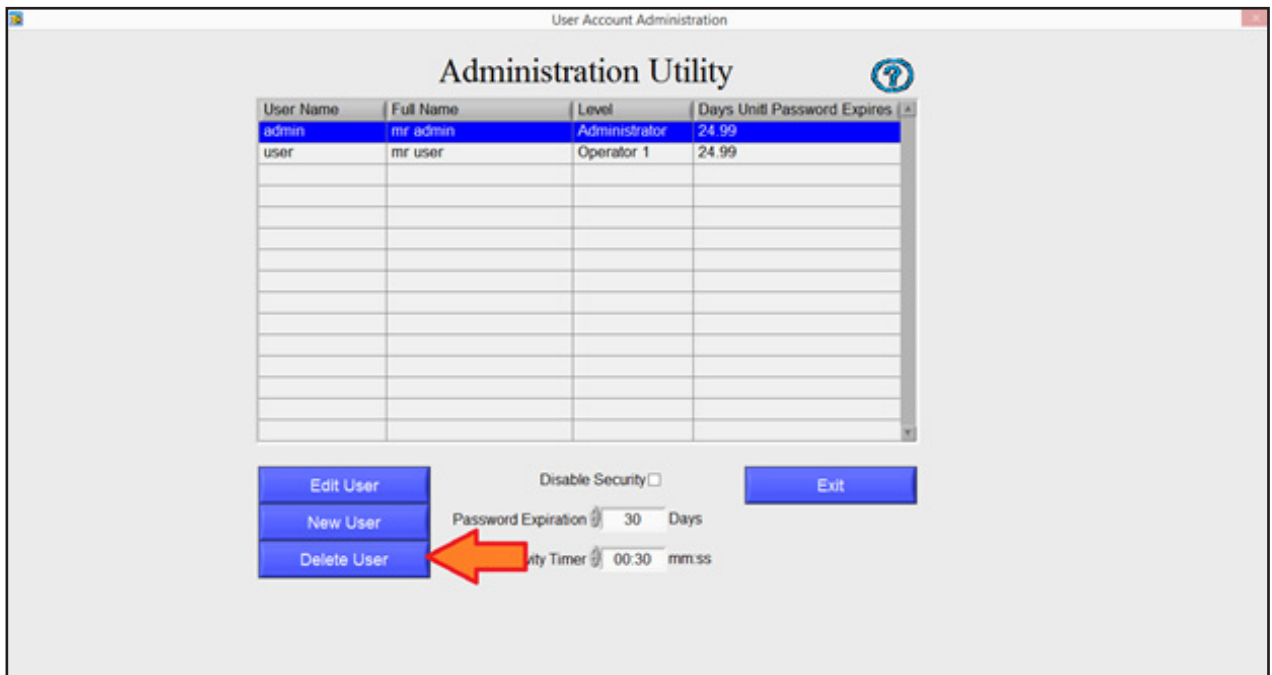 User Account Administration
Administration Utility
?
User Name Full Name Level Days Unitl Password Expires
admin mr admin Administrator 24.99
user mr user Operator 1 24.99
Edit User
Disable Security
Exit
New User
Password Expiration 30 Days
Delete User
vity Timer 00:30 mm:ss